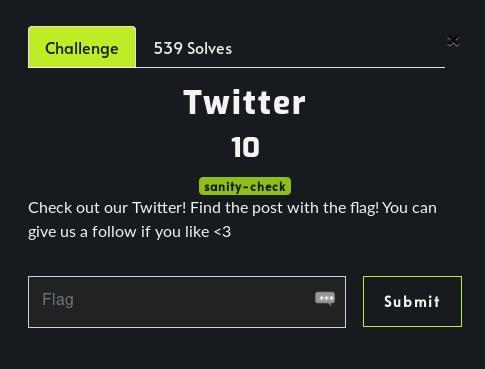 Challenge
539 Solves
Twitter
10
sanity-check
Check out our Twitter! Find the post with the flag! You can
give us a follow if you like <3
Flag
Submit